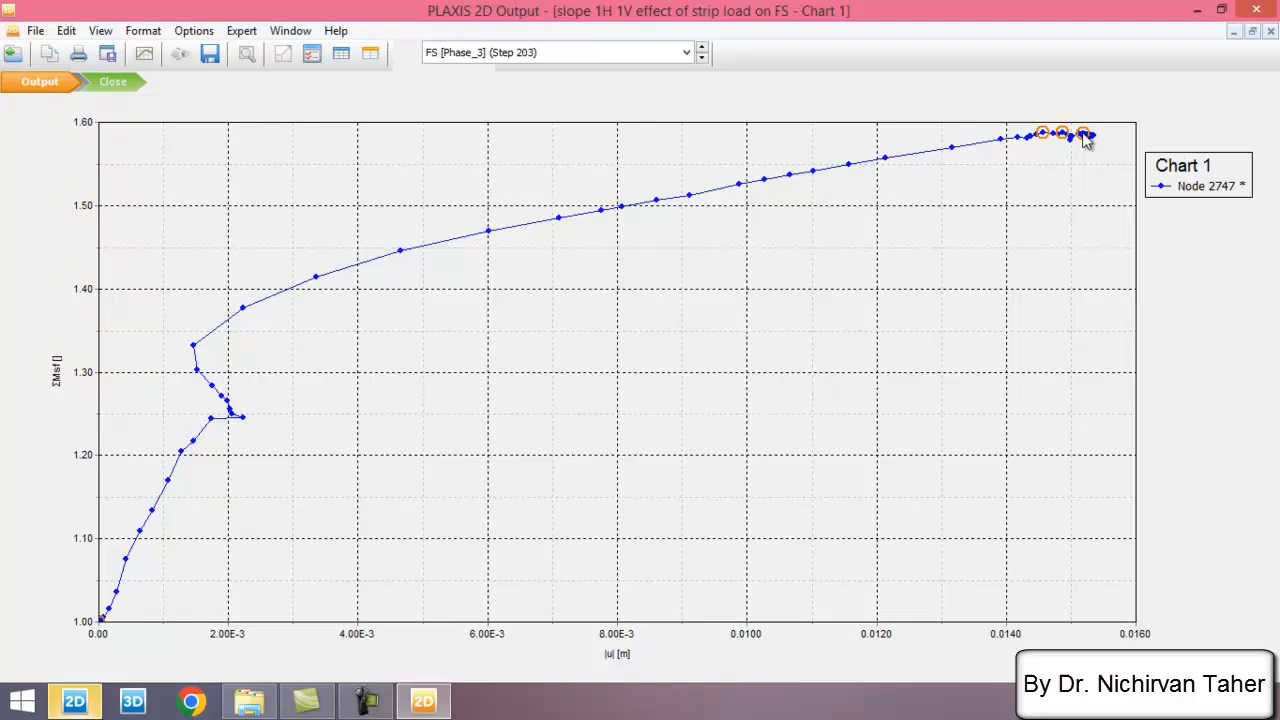 PLAXIS 2D Output - [slope 1H 1V effect of strip load on FS - Chart 1]
File Edit View Format Options Expert Window Help
FS [Phase_3] (Step 203)
Output Close
1.60
1.50
1.40
1.30
1.20
1.10
1.00
ΣMsf []
Chart 1
Node 2747 *
0.00 2.00E-3 4.00E-3 6.00E-3 8.00E-3 0.0100 0.0120 0.0140 0.0160
|u| [m]
By Dr. Nichirvan Taher
2D 3D 2D